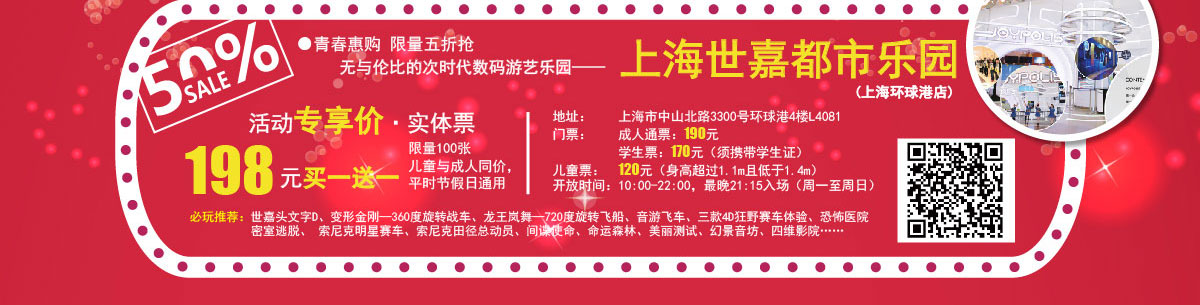 50%
SALE
●青春惠购 限量五折抢
无与伦比的次时代数码游艺乐园——
上海世嘉都市乐园
(上海环球港店)
JOYPOLIS
活动专享价·实体票
198元买一送一
限量100张
儿童与成人同价,
平时节假日通用
地址: 上海市中山北路3300号环球港4楼L4081
门票: 成人通票:190元
学生票:170元(须携带学生证)
儿童票: 120元(身高超过1.1m且低于1.4m)
开放时间:10:00-22:00,最晚21:15入场(周一至周日)
必玩推荐:世嘉头文字D、变形金刚—360度旋转战车、龙王岚舞—720度旋转飞船、音游飞车、三款4D狂野赛车体验、恐怖医院
密室逃脱、 索尼克明星赛车、索尼克田径总动员、间谍使命、命运森林、美丽测试、幻景音坊、四维影院……